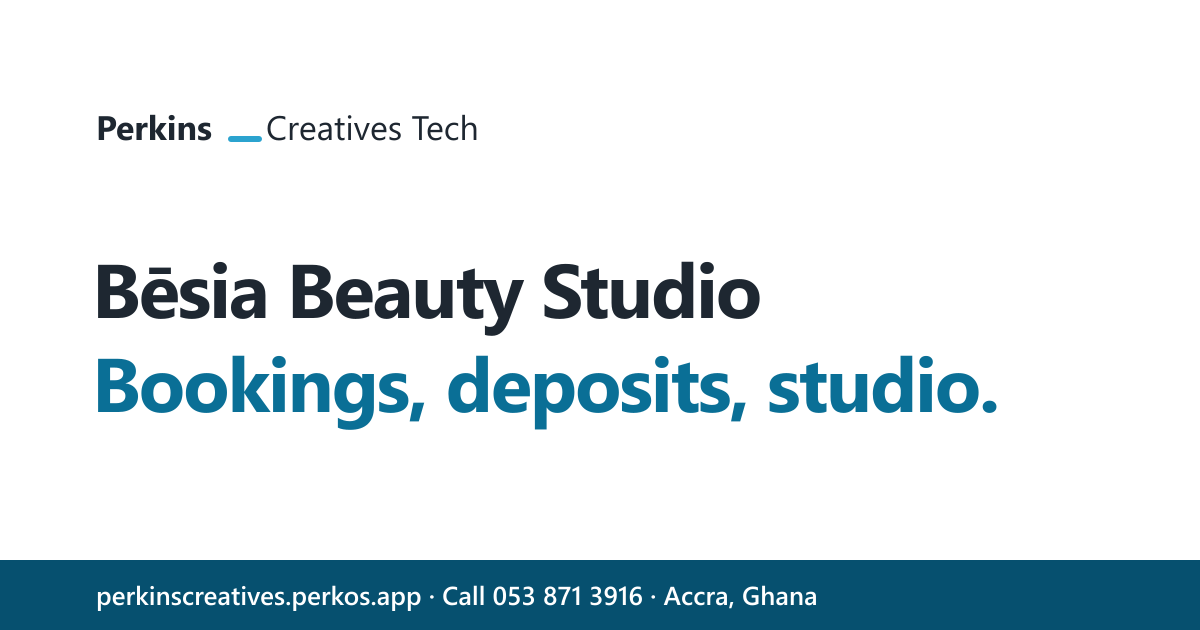 Perkins Creatives Tech
Bēsia Beauty Studio
Bookings, deposits, studio.
perkinscreatives.perkos.app · Call 053 871 3916 · Accra, Ghana